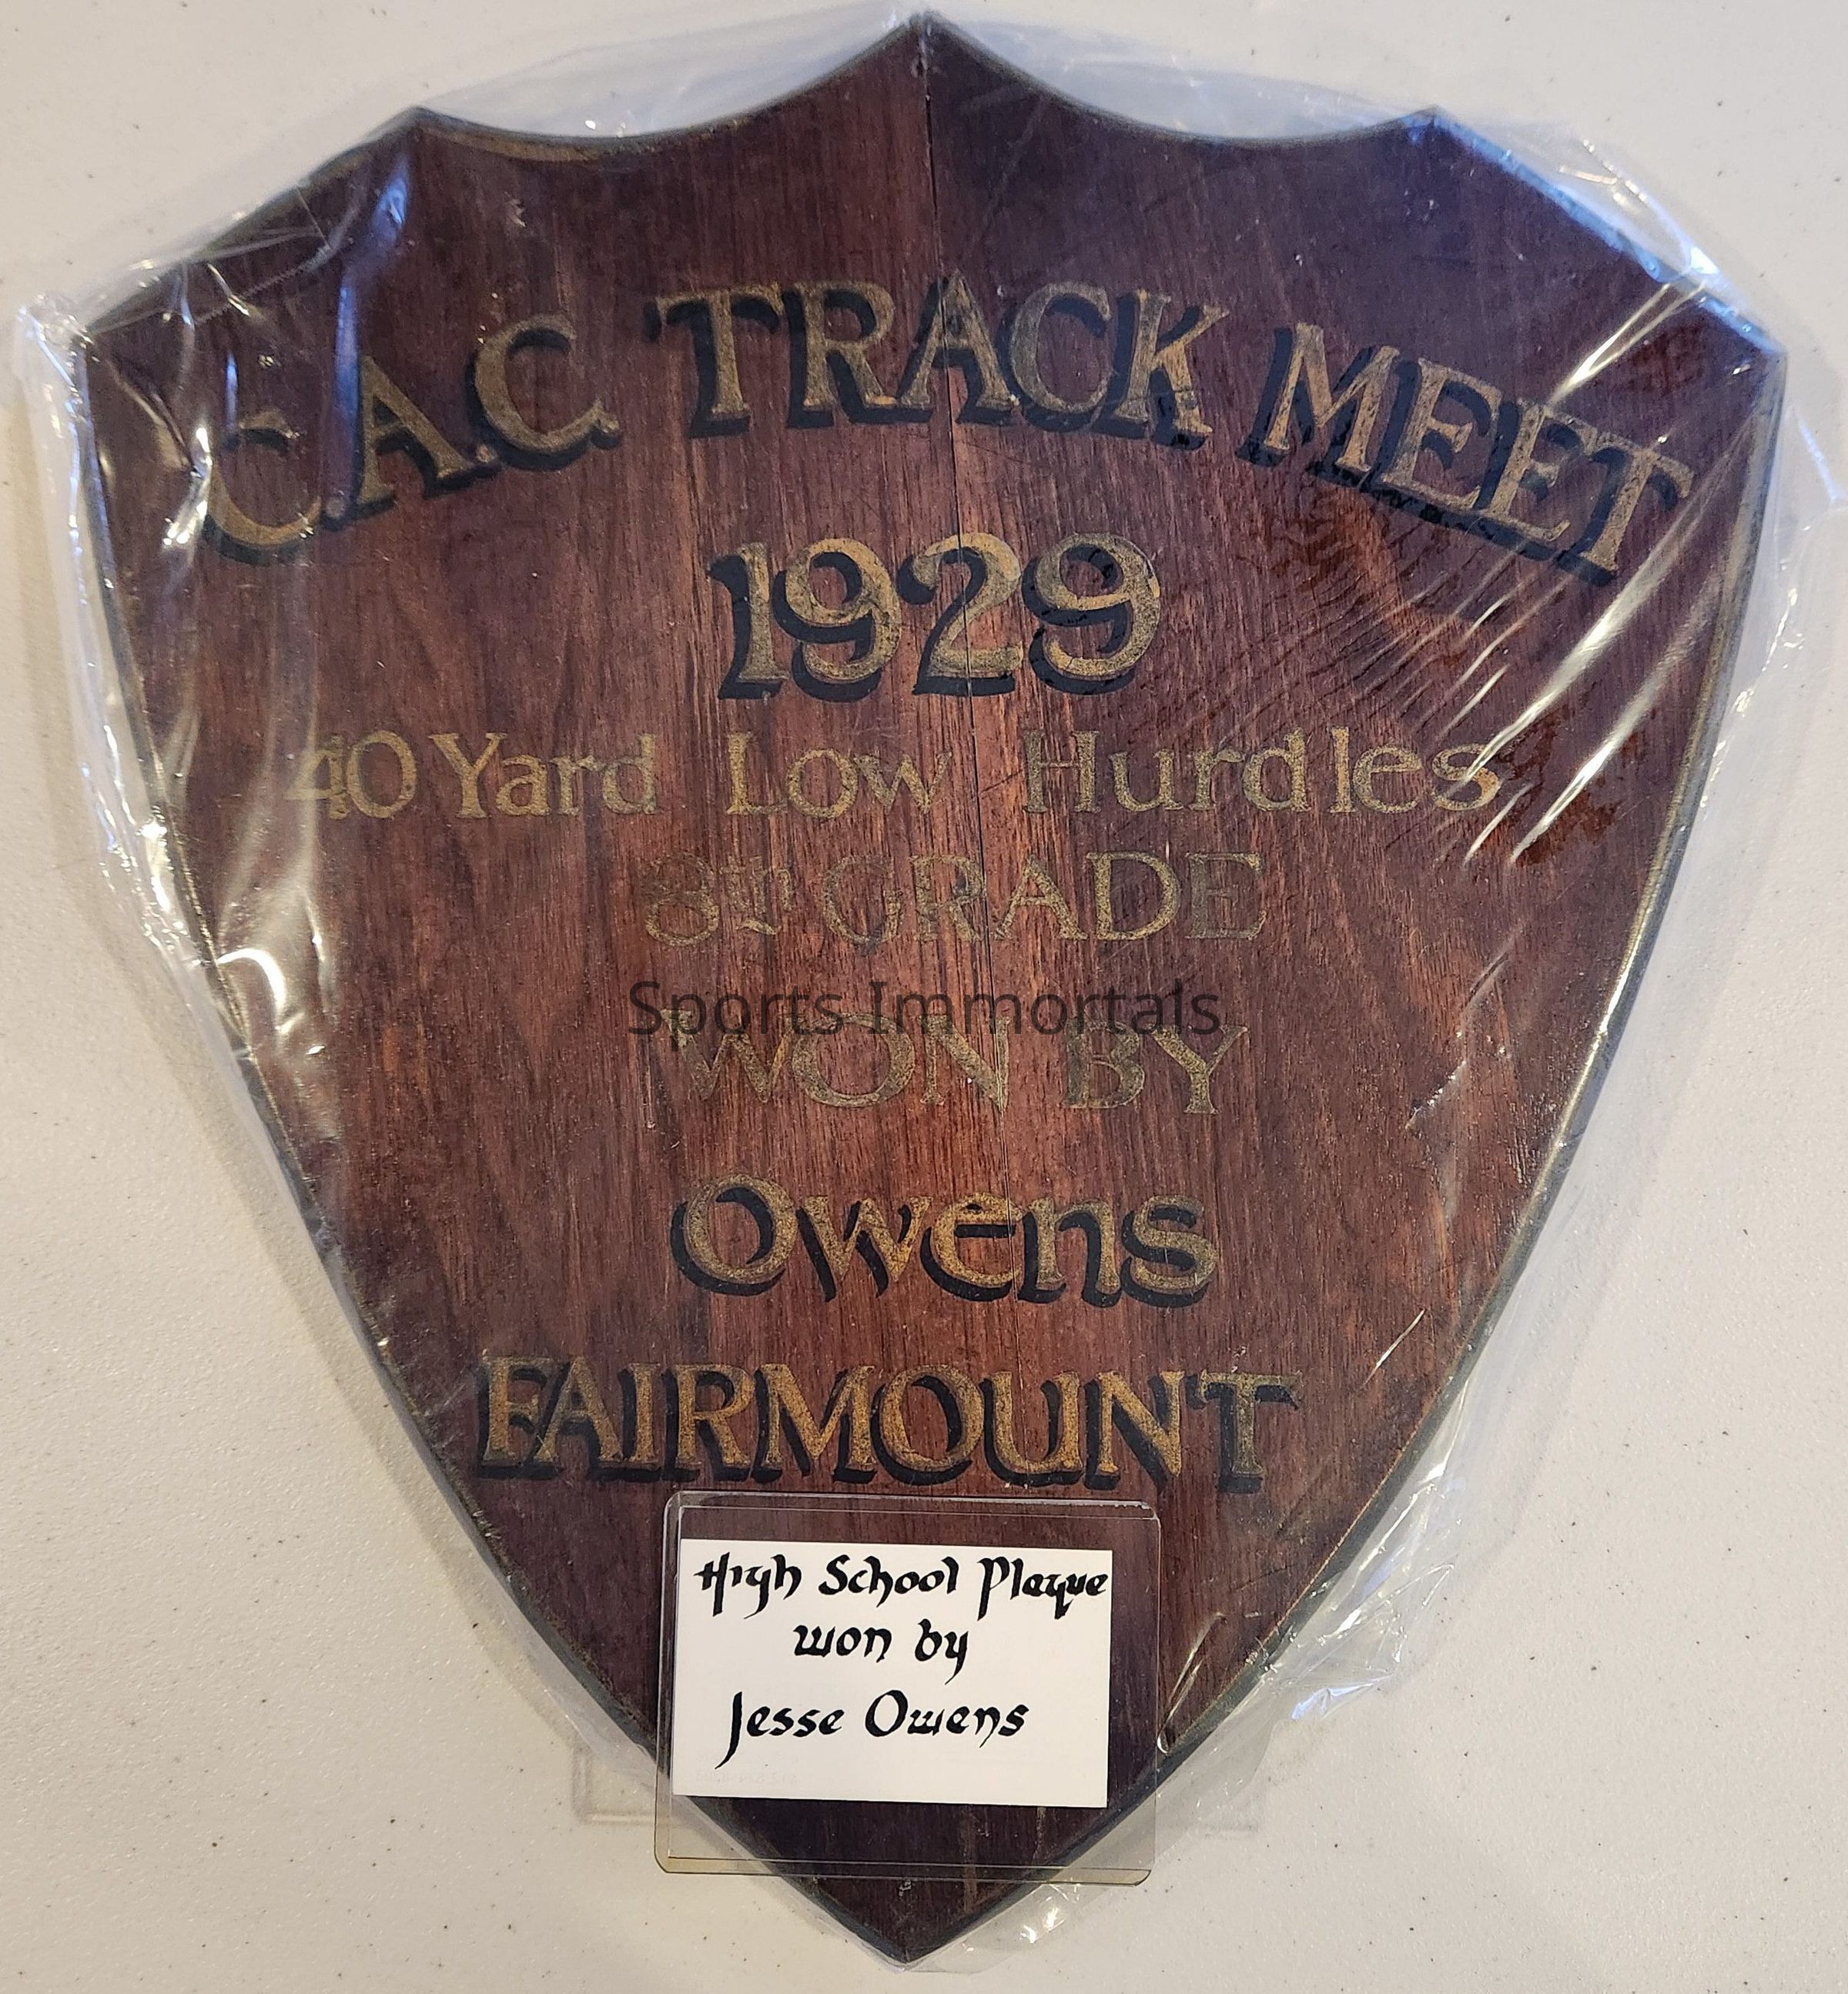 C.A.C. TRACK MEET
1929
40 Yard Low Hurdles
8th GRADE
Sports Immortals
WON BY
Owens
FAIRMOUNT
High School Plaque
won by
Jesse Owens